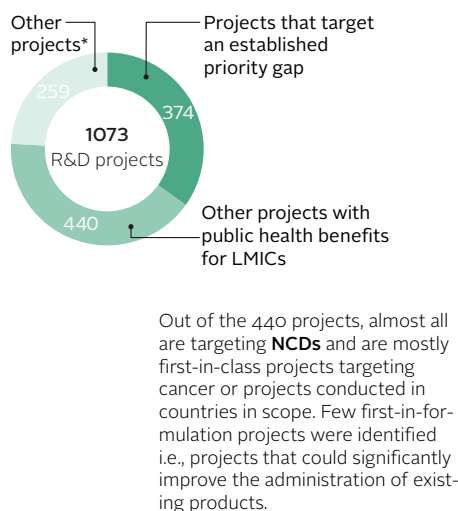 Other
projects*
Projects that target
an established
priority gap
259
374
1073
R&D projects
440
Other projects with
public health benefits
for LMICs
Out of the 440 projects, almost all
are targeting NCDs and are mostly
first-in-class projects targeting
cancer or projects conducted in
countries in scope. Few first-in-for-
mulation projects were identified
i.e., projects that could significantly
improve the administration of exist-
ing products.